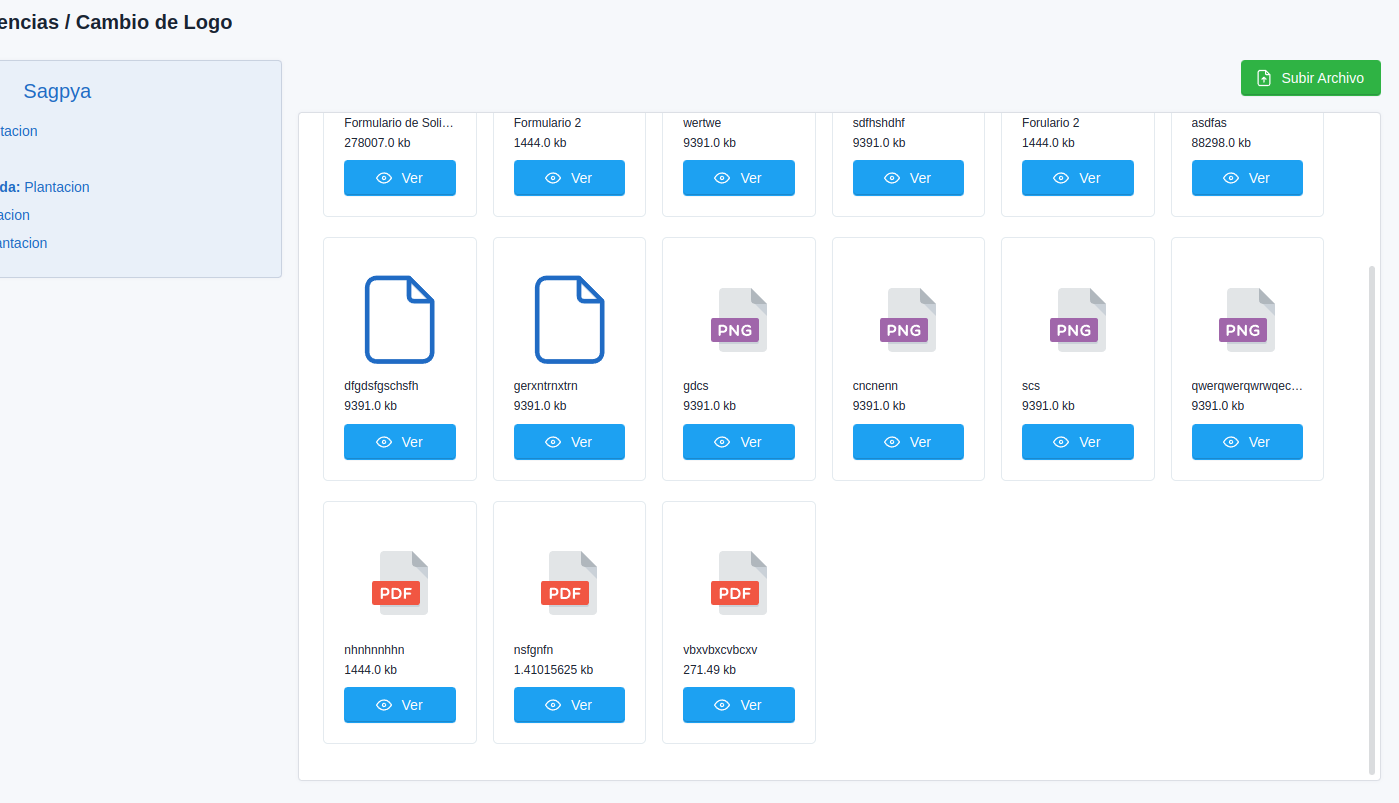 encias / Cambio de Logo
Sagpya
tacion
da: Plantacion
acion
antacion
Subir Archivo
Formulario de Soli... Formulario 2 wertwe sdfhshdhf Forulario 2 asdfas
278007.0 kb 1444.0 kb 9391.0 kb 9391.0 kb 1444.0 kb 88298.0 kb
Ver Ver Ver Ver Ver Ver
PNG PNG PNG PNG
dfgdsfgschsfh gerxntrnxtrn gdcs cncnenn scs qwerqwerqwrwqec...
9391.0 kb 9391.0 kb 9391.0 kb 9391.0 kb 9391.0 kb 9391.0 kb
Ver Ver Ver Ver Ver Ver
PDF PDF PDF
nhnhnnhhn nsfgnfn vbxvbxcvbcxv
1444.0 kb 1.41015625 kb 271.49 kb
Ver Ver Ver